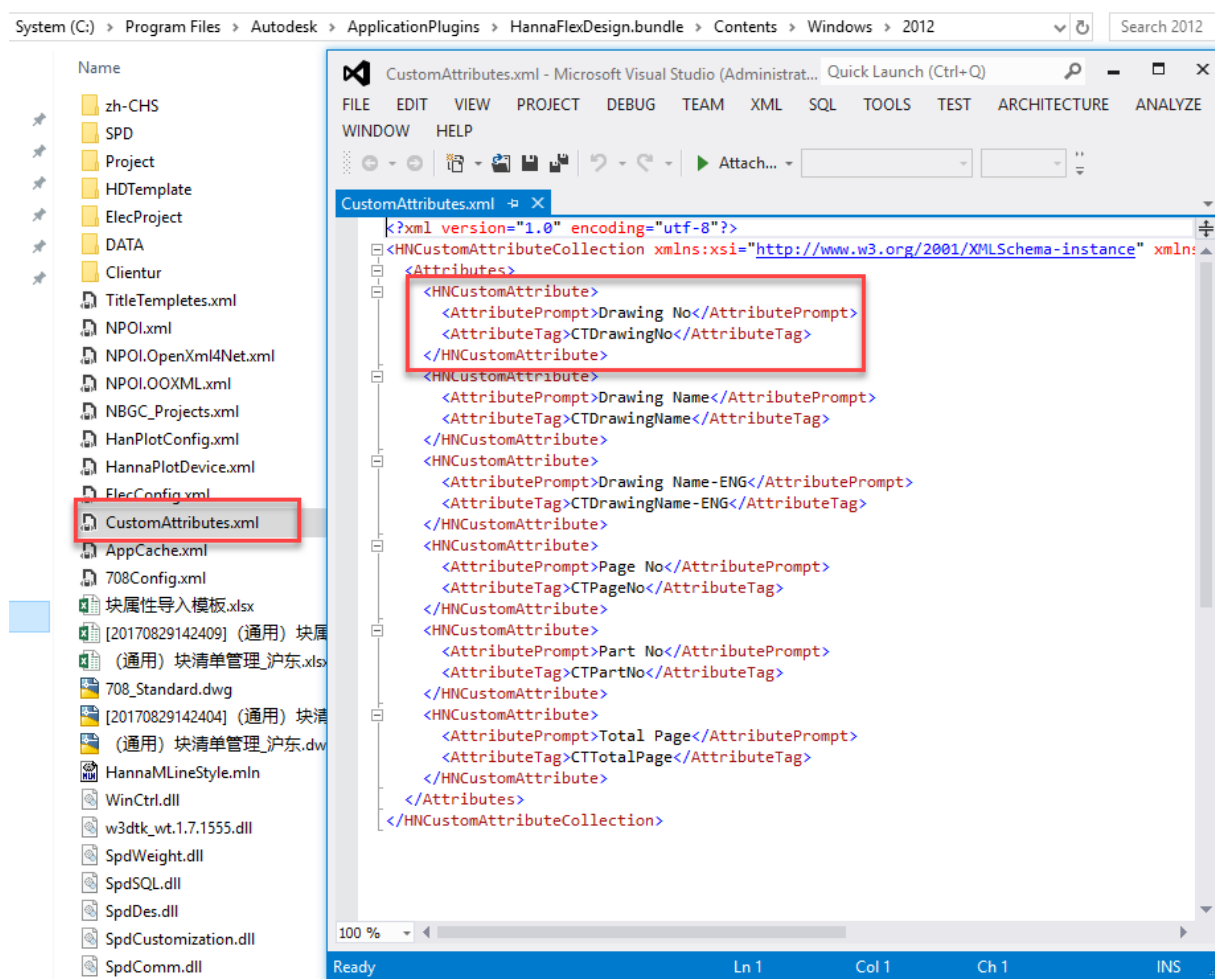 System (C:) › Program Files › Autodesk › ApplicationPlugins › HannaFlexDesign.bundle › Contents › Windows › 2012
Search 2012
Name
zh-CHS
SPD
Project
HDTemplate
ElecProject
DATA
Clientur
TitleTempletes.xml
NPOI.xml
NPOI.OpenXml4Net.xml
NPOI.OOXML.xml
NBGC_Projects.xml
HanPlotConfig.xml
HannaPlotDevice.xml
ElecConfig.xml
CustomAttributes.xml
AppCache.xml
708Config.xml
块属性导入模板.xlsx
[20170829142409]（通用）块属
（通用）块清单管理_沪东.xlsx
708_Standard.dwg
[20170829142404]（通用）块清
（通用）块清单管理_沪东.dw
HannaMLineStyle.mln
WinCtrl.dll
w3dtk_wt.1.7.1555.dll
SpdWeight.dll
SpdSQL.dll
SpdDes.dll
SpdCustomization.dll
SpdComm.dll
CustomAttributes.xml - Microsoft Visual Studio (Administrat...
Quick Launch (Ctrl+Q)
FILE EDIT VIEW PROJECT DEBUG TEAM XML SQL TOOLS TEST ARCHITECTURE ANALYZE
WINDOW HELP
Attach...
CustomAttributes.xml
<?xml version="1.0" encoding="utf-8"?>
<HNCustomAttributeCollection xmlns:xsi="http://www.w3.org/2001/XMLSchema-instance" xmlns
<Attributes>
<HNCustomAttribute>
<AttributePrompt>Drawing No</AttributePrompt>
<AttributeTag>CTDrawingNo</AttributeTag>
</HNCustomAttribute>
<HNCustomAttribute>
<AttributePrompt>Drawing Name</AttributePrompt>
<AttributeTag>CTDrawingName</AttributeTag>
</HNCustomAttribute>
<HNCustomAttribute>
<AttributePrompt>Drawing Name-ENG</AttributePrompt>
<AttributeTag>CTDrawingName-ENG</AttributeTag>
</HNCustomAttribute>
<HNCustomAttribute>
<AttributePrompt>Page No</AttributePrompt>
<AttributeTag>CTPageNo</AttributeTag>
</HNCustomAttribute>
<HNCustomAttribute>
<AttributePrompt>Part No</AttributePrompt>
<AttributeTag>CTPartNo</AttributeTag>
</HNCustomAttribute>
<HNCustomAttribute>
<AttributePrompt>Total Page</AttributePrompt>
<AttributeTag>CTTotalPage</AttributeTag>
</HNCustomAttribute>
</Attributes>
</HNCustomAttributeCollection>
100 %
Ready Ln 1 Col 1 Ch 1 INS